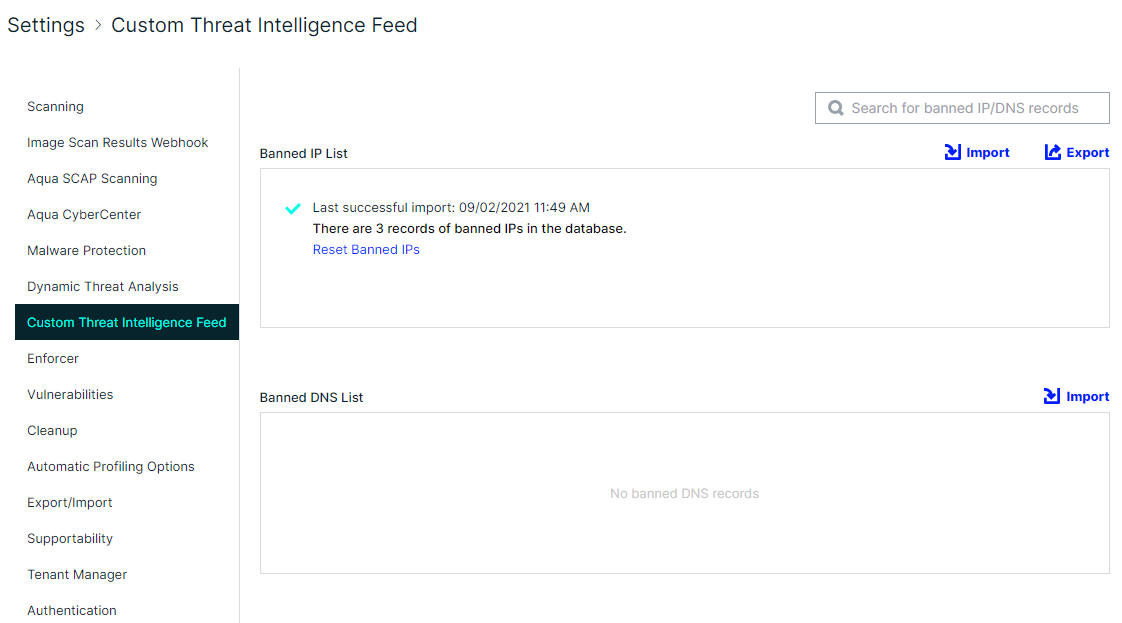 Settings > Custom Threat Intelligence Feed
Scanning
Image Scan Results Webhook
Aqua SCAP Scanning
Aqua CyberCenter
Malware Protection
Dynamic Threat Analysis
Custom Threat Intelligence Feed
Enforcer
Vulnerabilities
Cleanup
Automatic Profiling Options
Export/Import
Supportability
Tenant Manager
Authentication
Search for banned IP/DNS records
Banned IP List
Import
Export
Last successful import: 09/02/2021 11:49 AM
There are 3 records of banned IPs in the database.
Reset Banned IPs
Banned DNS List
Import
No banned DNS records